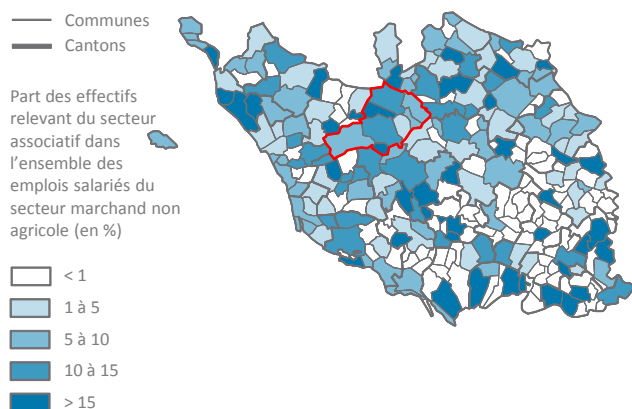 Communes
Cantons
Part des effectifs
relevant du secteur
associatif dans
l'ensemble des
emplois salariés du
secteur marchand non
agricole (en %)
< 1
1 à 5
5 à 10
10 à 15
> 15